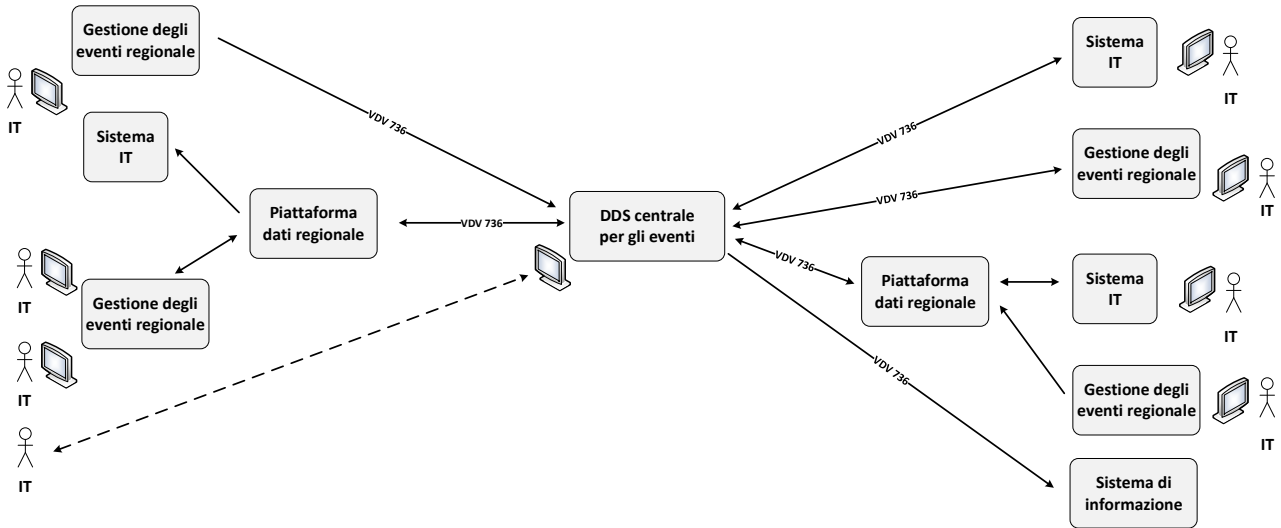 Gestione degli
eventi regionale
IT
Sistema
IT
VDV 736
Piattaforma
dati regionale
VDV 736
IT
Gestione degli
eventi regionale
IT
IT
DDS centrale
per gli eventi
VDV 736
VDV 736
VDV 736
VDV 736
Sistema
IT
IT
Gestione degli
eventi regionale
IT
Piattaforma
dati regionale
Sistema
IT
IT
Gestione degli
eventi regionale
IT
Sistema di
informazione